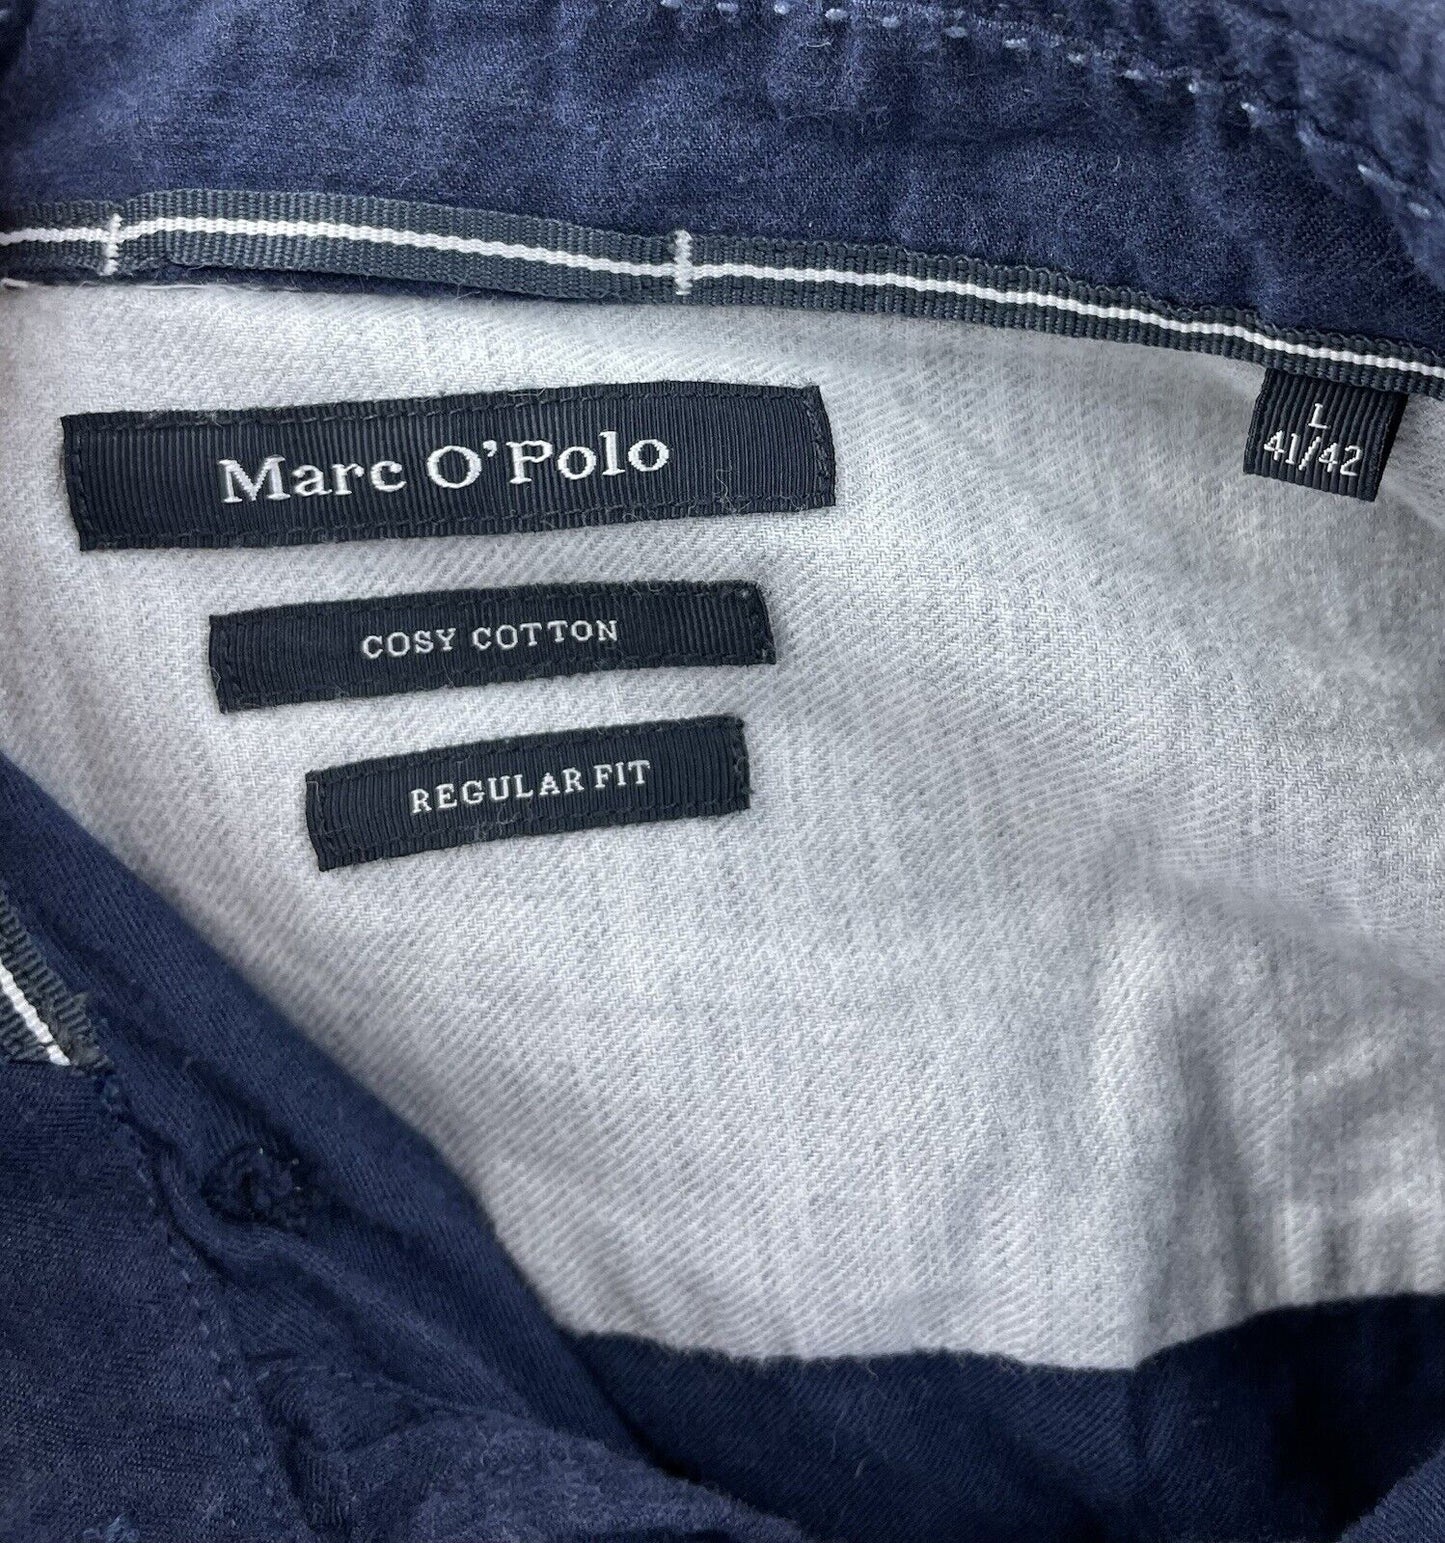 Marc O'Polo
L
41/42
COSY COTTON
REGULAR FIT